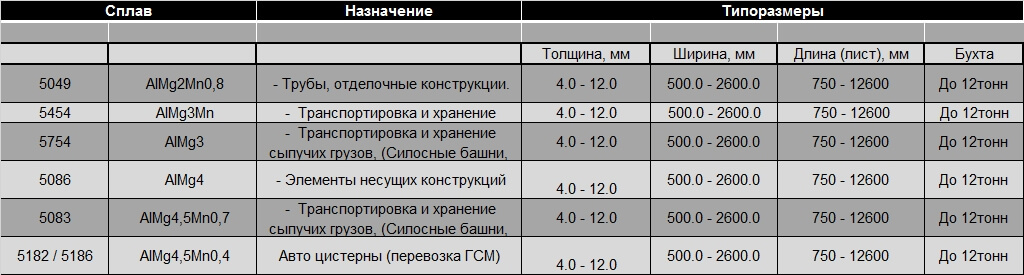 Сплав Назначение Типоразмеры
Толщина, мм Ширина, мм Длина (лист), мм Бухта
5049 AlMg2Mn0,8 - Трубы, отделочные конструкции. 4.0 - 12.0 500.0 - 2600.0 750 - 12600 До 12тонн
5454 AlMg3Mn - Транспортировка и хранение 4.0 - 12.0 500.0 - 2600.0 750 - 12600 До 12тонн
5754 AlMg3 - Транспортировка и хранение 4.0 - 12.0 500.0 - 2600.0 750 - 12600 До 12тонн
сыпучих грузов, (Силосные башни,
5086 AlMg4 - Элементы несущих конструкций 4.0 - 12.0 500.0 - 2600.0 750 - 12600 До 12тонн
5083 AlMg4,5Mn0,7 - Транспортировка и хранение 4.0 - 12.0 500.0 - 2600.0 750 - 12600 До 12тонн
сыпучих грузов, (Силосные башни,
5182 / 5186 AlMg4,5Mn0,4 Авто цистерны (перевозка ГСМ) 4.0 - 12.0 500.0 - 2600.0 750 - 12600 До 12тонн